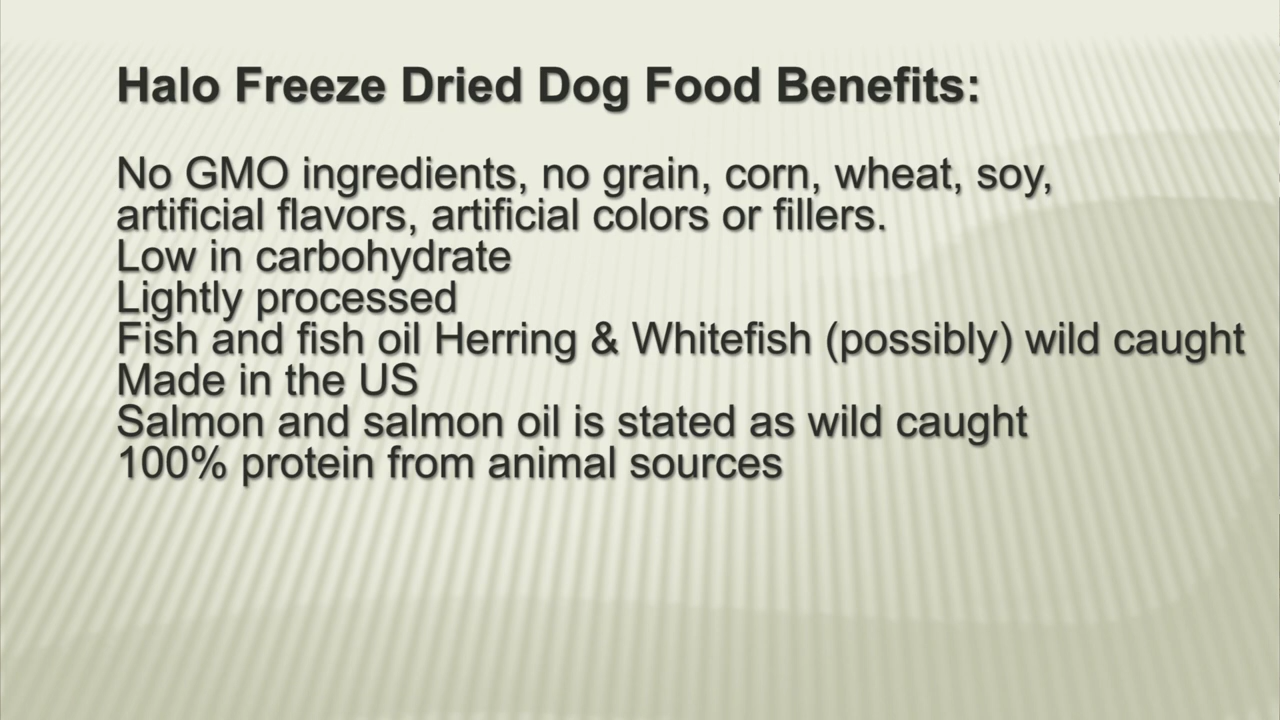 Halo Freeze Dried Dog Food Benefits:
No GMO ingredients, no grain, corn, wheat, soy,
artificial flavors, artificial colors or fillers.
Low in carbohydrate
Lightly processed
Fish and fish oil Herring & Whitefish (possibly) wild caught
Made in the US
Salmon and salmon oil is stated as wild caught
100% protein from animal sources